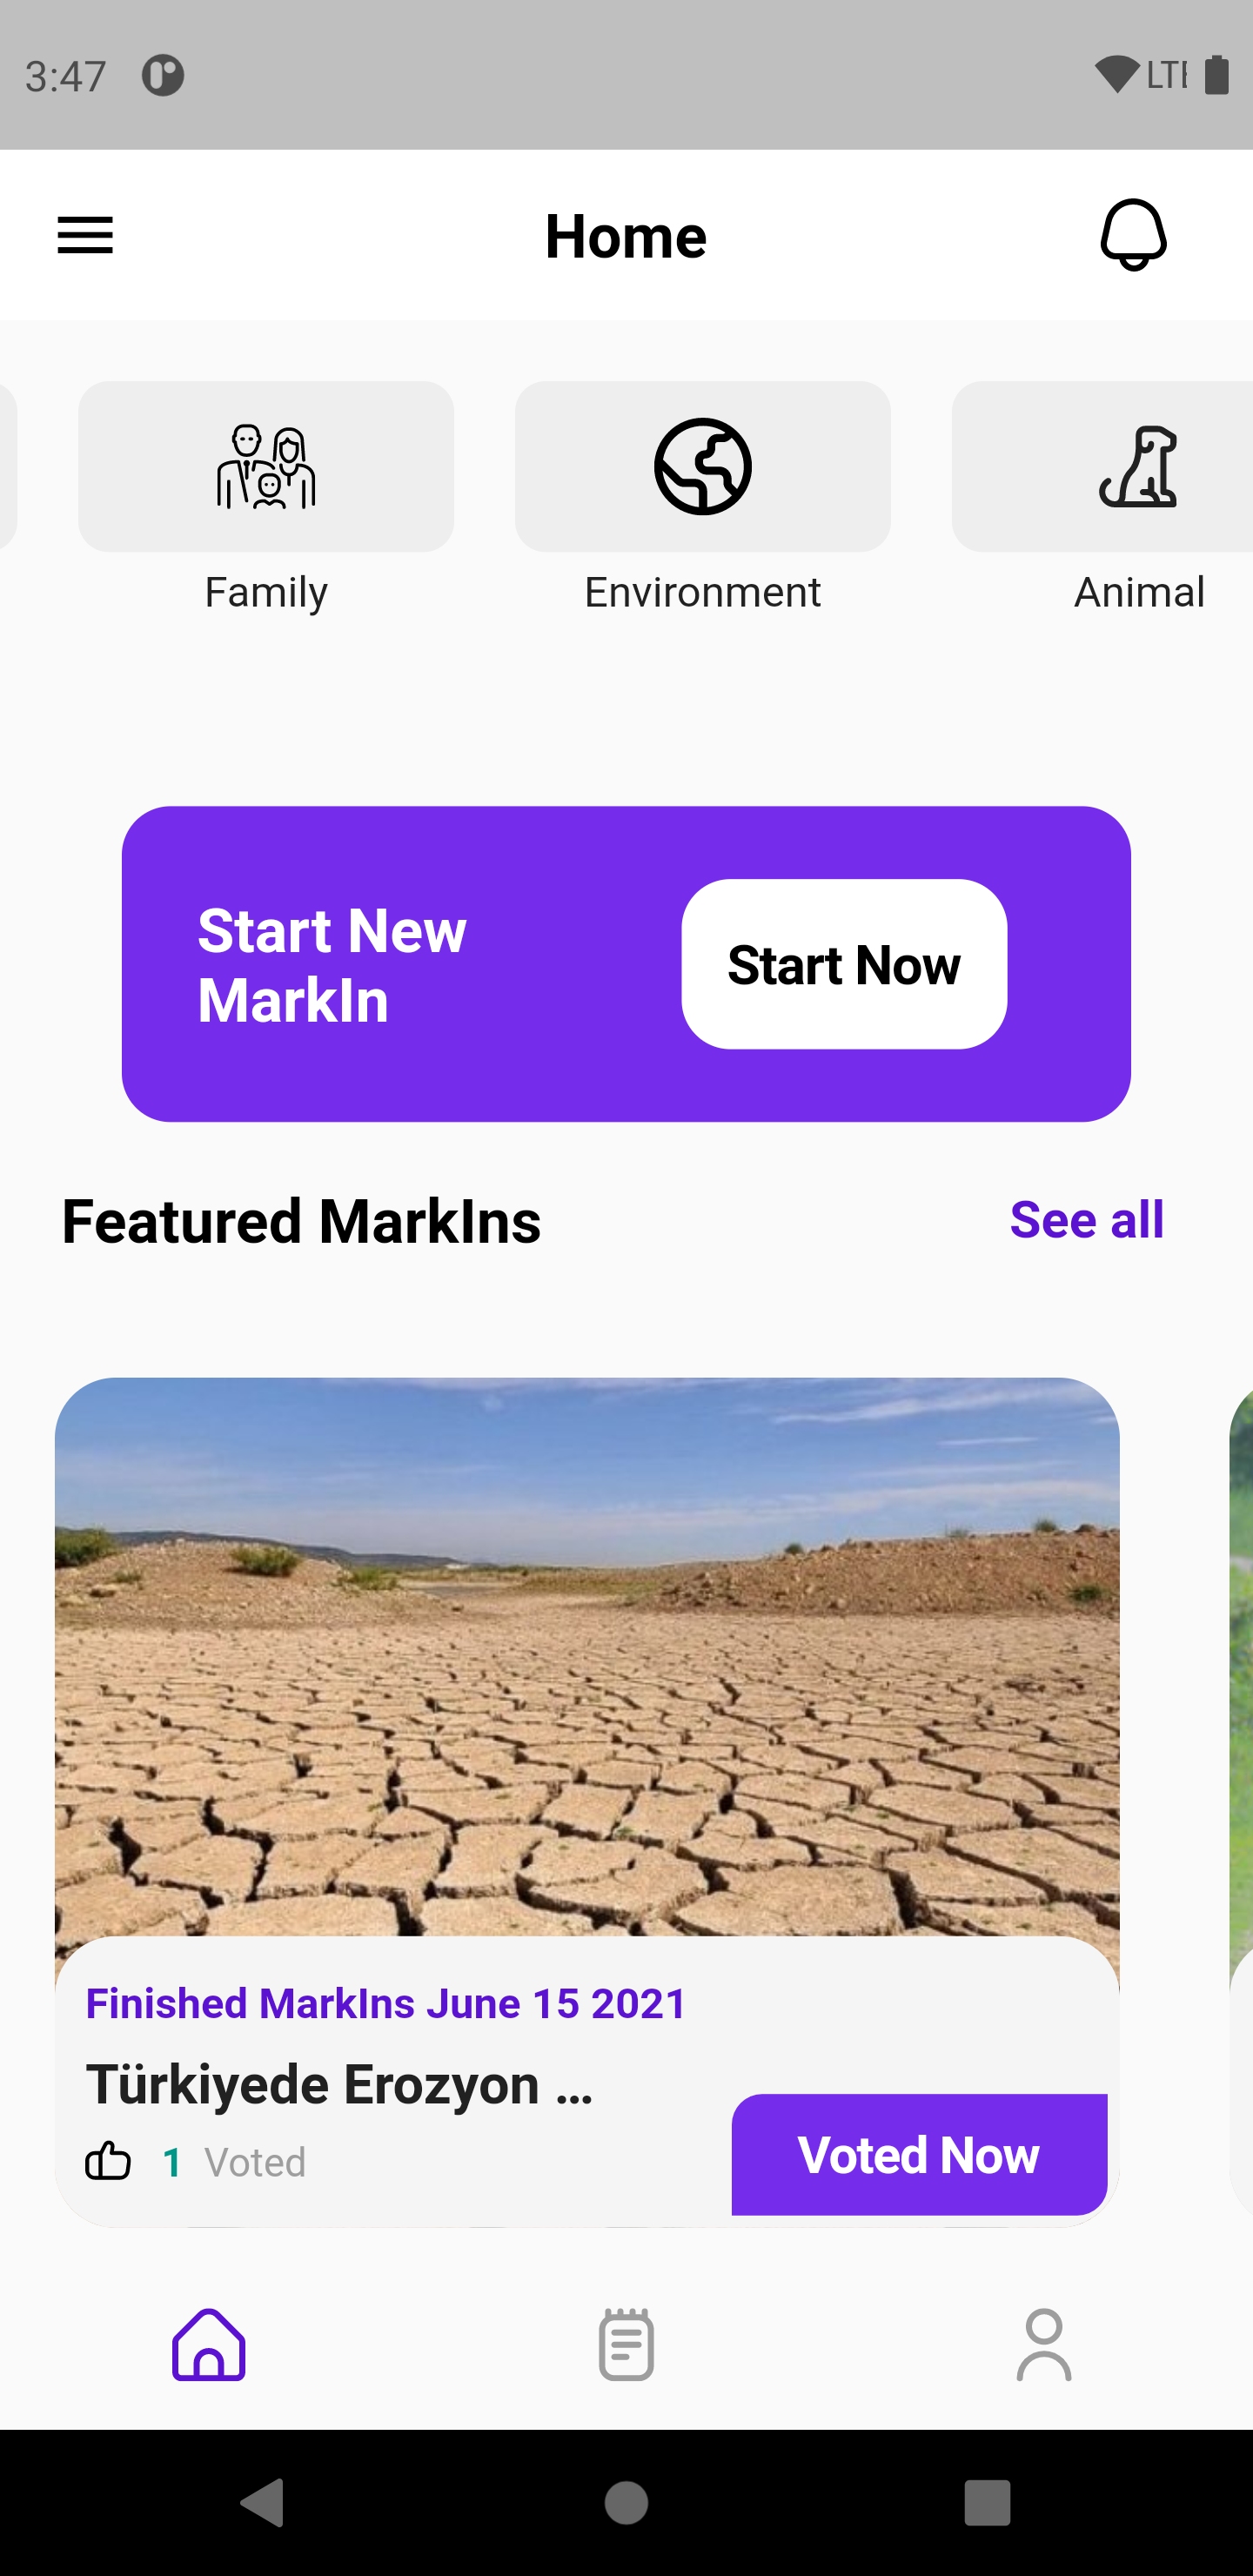 3:47
LTE
Home
Family
Environment
Animal
Start New
MarkIn
Start Now
Featured MarkIns
See all
Finished MarkIns June 15 2021
Türkiyede Erozyon ...
1 Voted
Voted Now